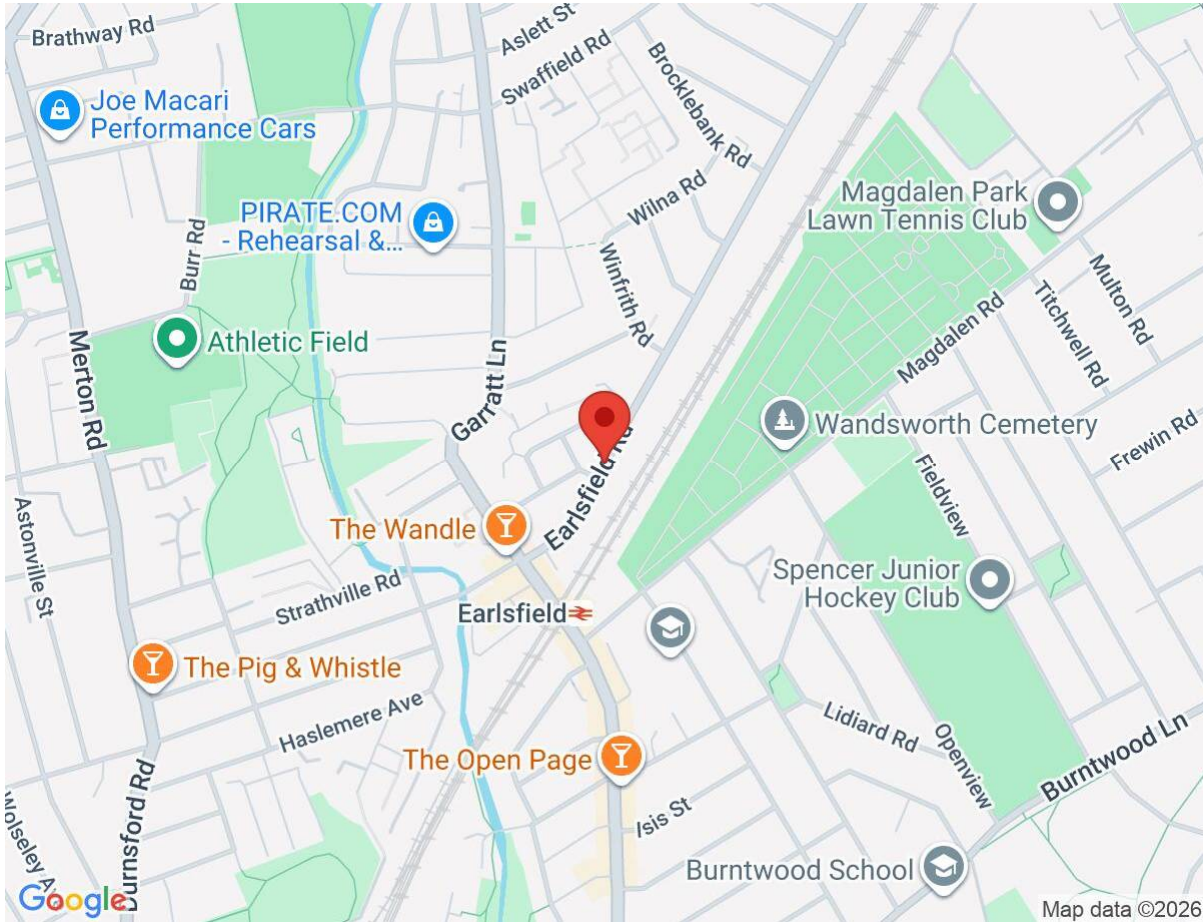 Brathway Rd
Aslett St
Swaffield Rd
Brocklebank Rd
Joe Macari
Performance Cars
PIRATE.COM
- Rehearsal &...
Wilna Rd
Magdalen Park
Lawn Tennis Club
Burr Rd
Winfrith Rd
Multon Rd
Titchwell Rd
Merton Rd
Athletic Field
Garratt Ln
Magdalen Rd
Wandsworth Cemetery
Frewin Rd
Earlsfield Rd
Fieldview
Astonville St
The Wandle
Strathville Rd
Spencer Junior
Hockey Club
Earlsfield
The Pig & Whistle
Haslemere Ave
Lidiard Rd
Openview
Burntwood Ln
The Open Page
Isis St
Burntwood School
Wolseley A
Durnsford Rd
Google
Map data ©2026